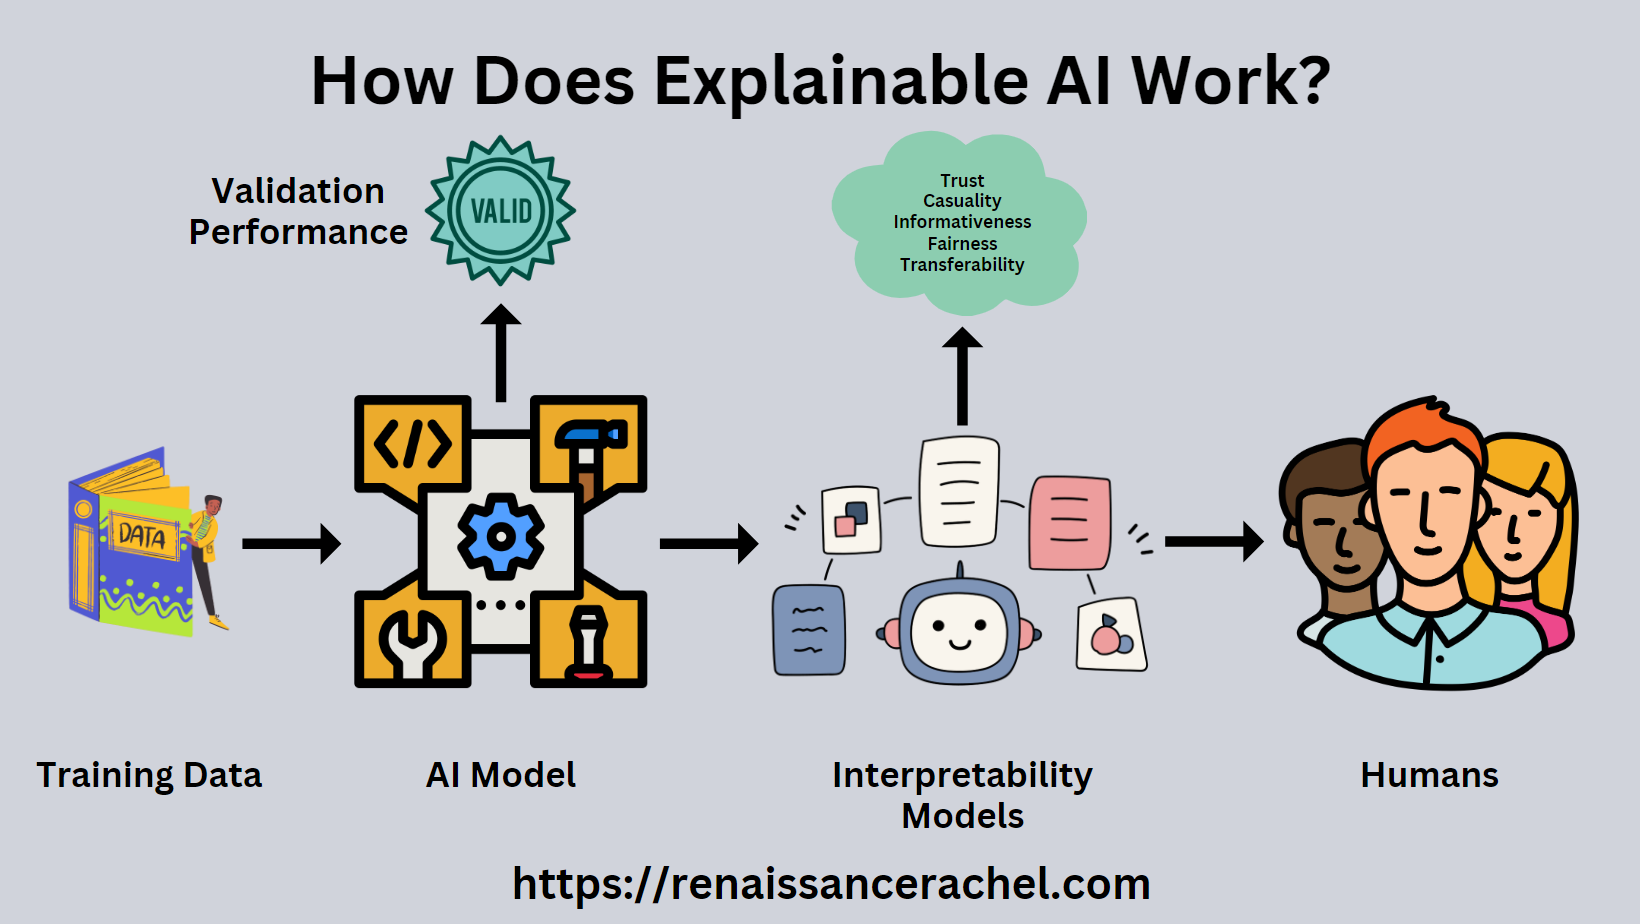 How Does Explainable AI Work?
Validation
Performance
VALID
Trust
Casuality
Informativeness
Fairness
Transferability
DATA
Training Data
AI Model
Interpretability
Models
Humans
https://renaissancerachel.com